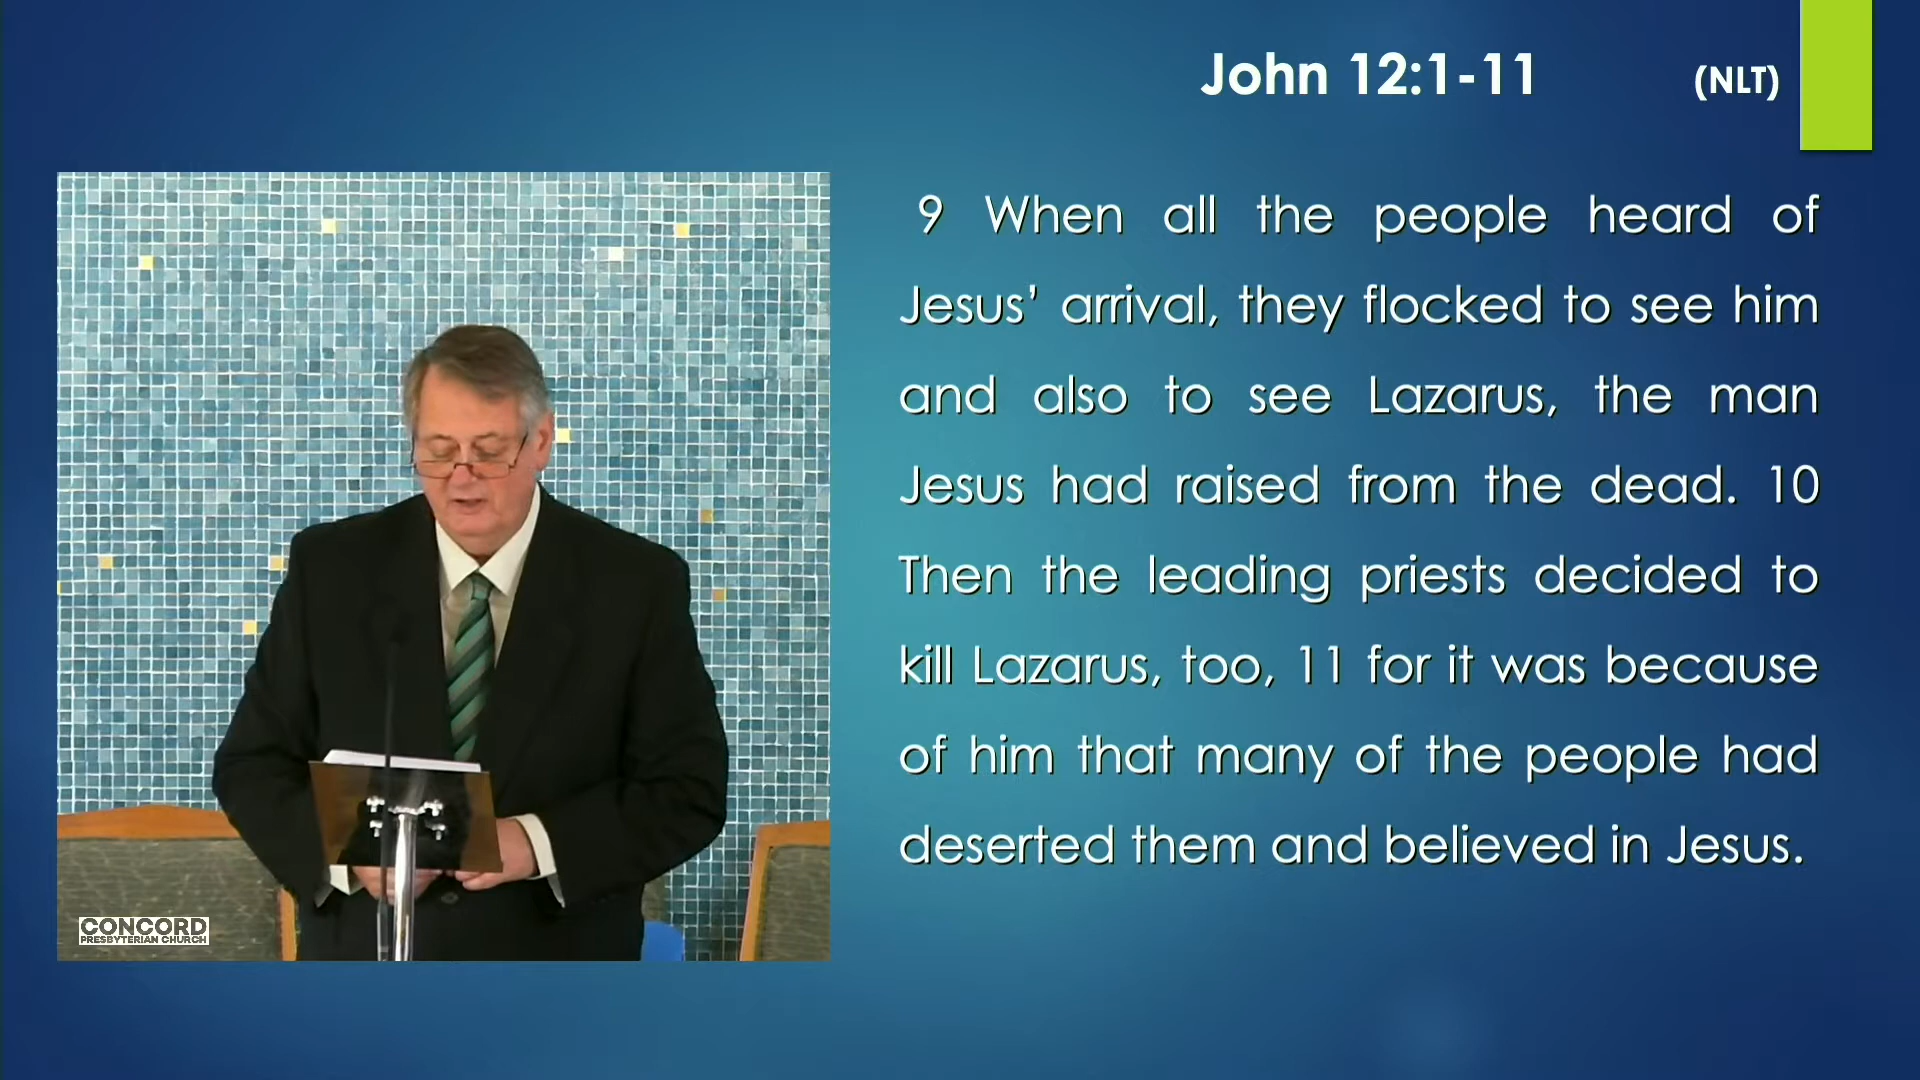 John 12:1-11 (NLT)
9 When all the people heard of
Jesus’ arrival, they flocked to see him
and also to see Lazarus, the man
Jesus had raised from the dead. 10
Then the leading priests decided to
kill Lazarus, too, 11 for it was because
of him that many of the people had
deserted them and believed in Jesus.
CONCORD
PRESBYTERIAN CHURCH